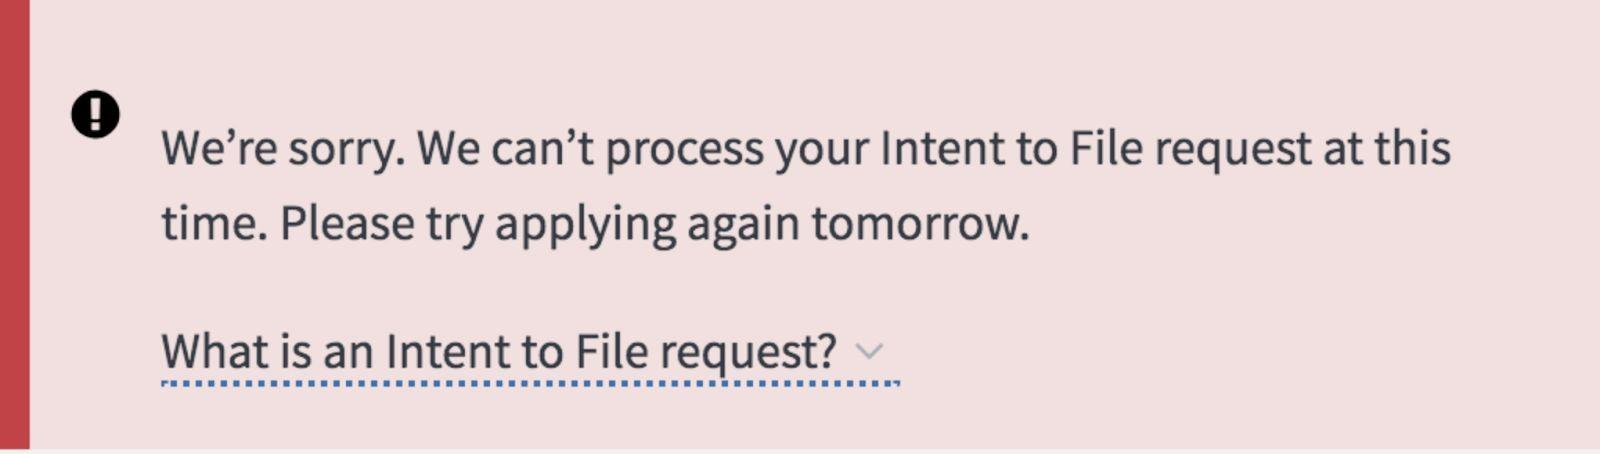 We’re sorry. We can’t process your Intent to File request at this
time. Please try applying again tomorrow.
What is an Intent to File request?